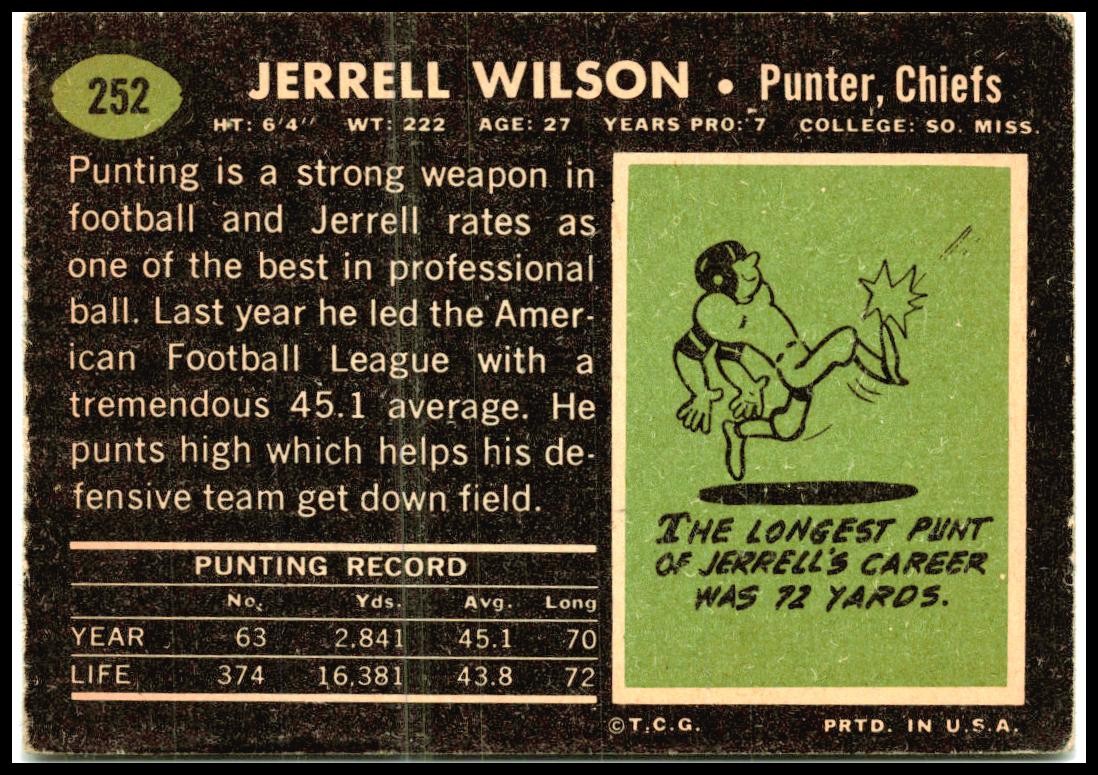 252
JERRELL WILSON • Punter, Chiefs
HT: 6'4'' WT: 222 AGE: 27 YEARS PRO: 7 COLLEGE: SO. MISS.
Punting is a strong weapon in
football and Jerrell rates as
one of the best in professional
ball. Last year he led the Amer-
ican Football League with a
tremendous 45.1 average. He
punts high which helps his de-
fensive team get down field.
PUNTING RECORD
No. Yds. Avg. Long
YEAR 63 2,841 45.1 70
LIFE 374 16,381 43.8 72
THE LONGEST PUNT
OF JERRELL'S CAREER
WAS 72 YARDS.
© T.C.G. PRTD. IN U.S.A.